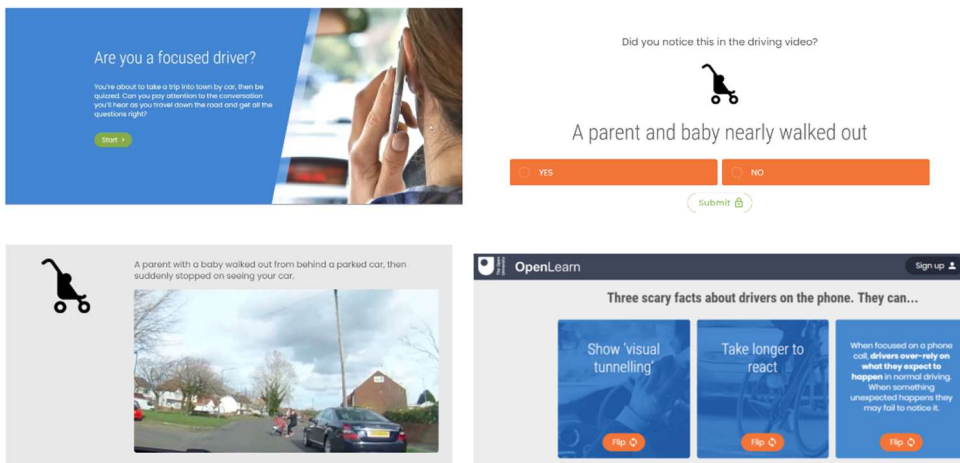 Are you a focused driver?
You're about to take a trip into town by car, then be
quizzed. Can you pay attention to the conversation
you'll hear as you travel down the road and get all the
questions right?
Start >
Did you notice this in the driving video?
A parent and baby nearly walked out
YES
NO
Submit
A parent with a baby walked out from behind a parked car, then
suddenly stopped on seeing your car.
The Open
University
OpenLearn
Sign up
Three scary facts about drivers on the phone. They can...
Show 'visual
tunnelling'
Flip
Take longer to
react
Flip
When focused on a phone
call, drivers over-rely on
what they expect to
happen in normal driving.
When something
unexpected happens they
may fail to notice it.
Flip